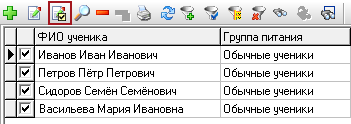 ФИО ученика Группа питания
Иванов Иван Иванович Обычные ученики
Петров Пётр Петрович Обычные ученики
Сидоров Семён Семёнович Обычные ученики
Васильева Мария Ивановна Обычные ученики